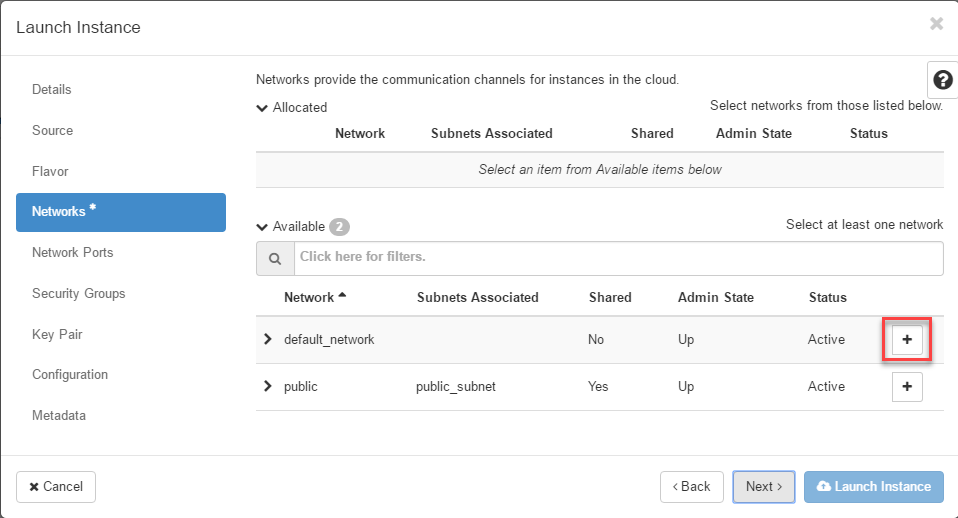 Launch Instance
×
Details
Source
Flavor
Networks *
Network Ports
Security Groups
Key Pair
Configuration
Metadata
Networks provide the communication channels for instances in the cloud.
?
Allocated
Select networks from those listed below.
Network Subnets Associated Shared Admin State Status
Select an item from Available items below
Available 2
Select at least one network
Click here for filters.
Network Subnets Associated Shared Admin State Status
default_network No Up Active +
public public_subnet Yes Up Active +
× Cancel
‹ Back
Next ›
Launch Instance